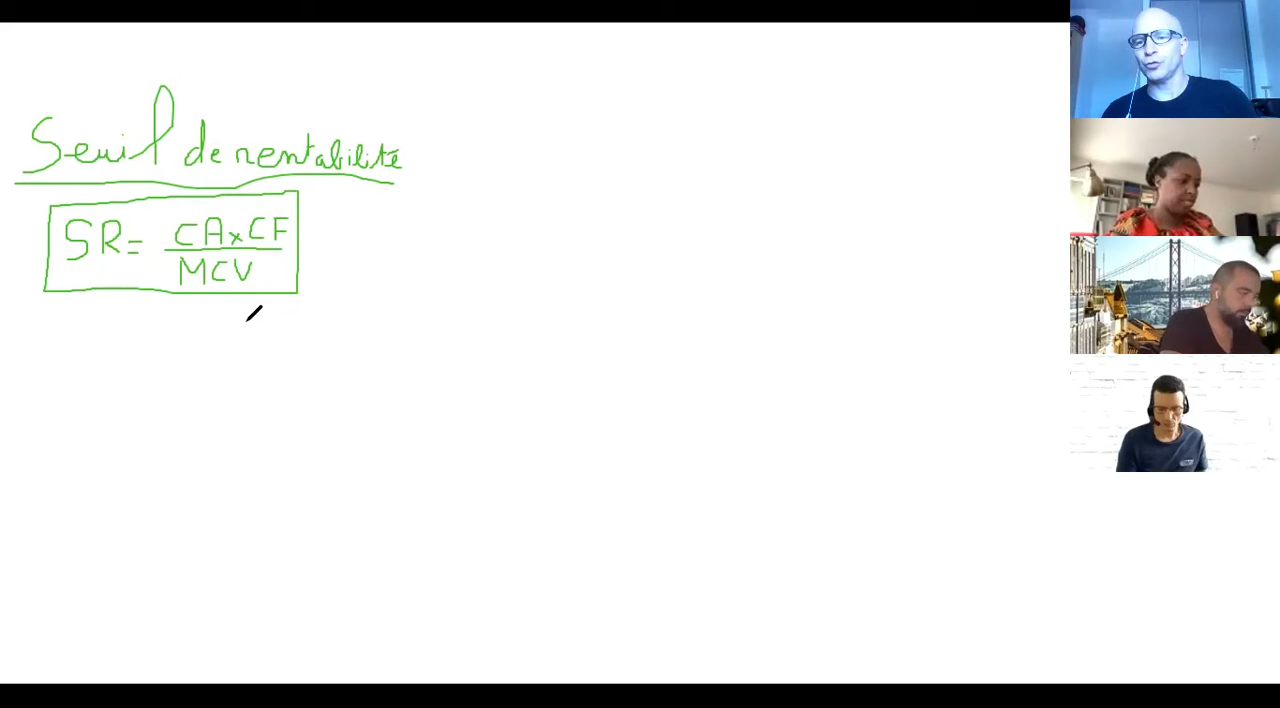 Seuil de rentabilité
SR = CA x CF
MCV